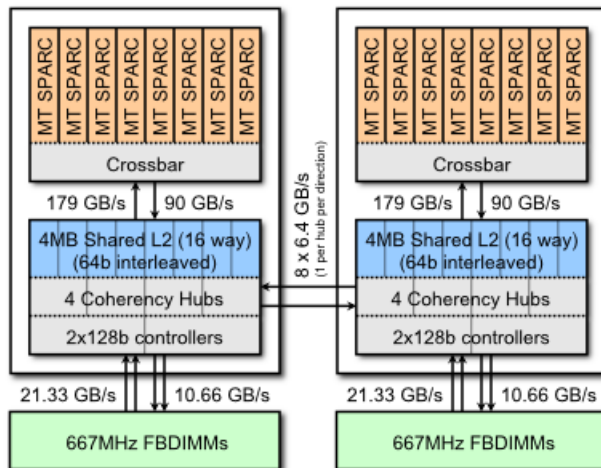 MT SPARC
MT SPARC
MT SPARC
MT SPARC
MT SPARC
MT SPARC
MT SPARC
MT SPARC
Crossbar
179 GB/s
90 GB/s
4MB Shared L2 (16 way)
(64b interleaved)
4 Coherency Hubs
2x128b controllers
21.33 GB/s
10.66 GB/s
667MHz FBDIMMs
8 x 6.4 GB/s
(1 per hub per direction)
MT SPARC
MT SPARC
MT SPARC
MT SPARC
MT SPARC
MT SPARC
MT SPARC
MT SPARC
Crossbar
179 GB/s
90 GB/s
4MB Shared L2 (16 way)
(64b interleaved)
4 Coherency Hubs
2x128b controllers
21.33 GB/s
10.66 GB/s
667MHz FBDIMMs